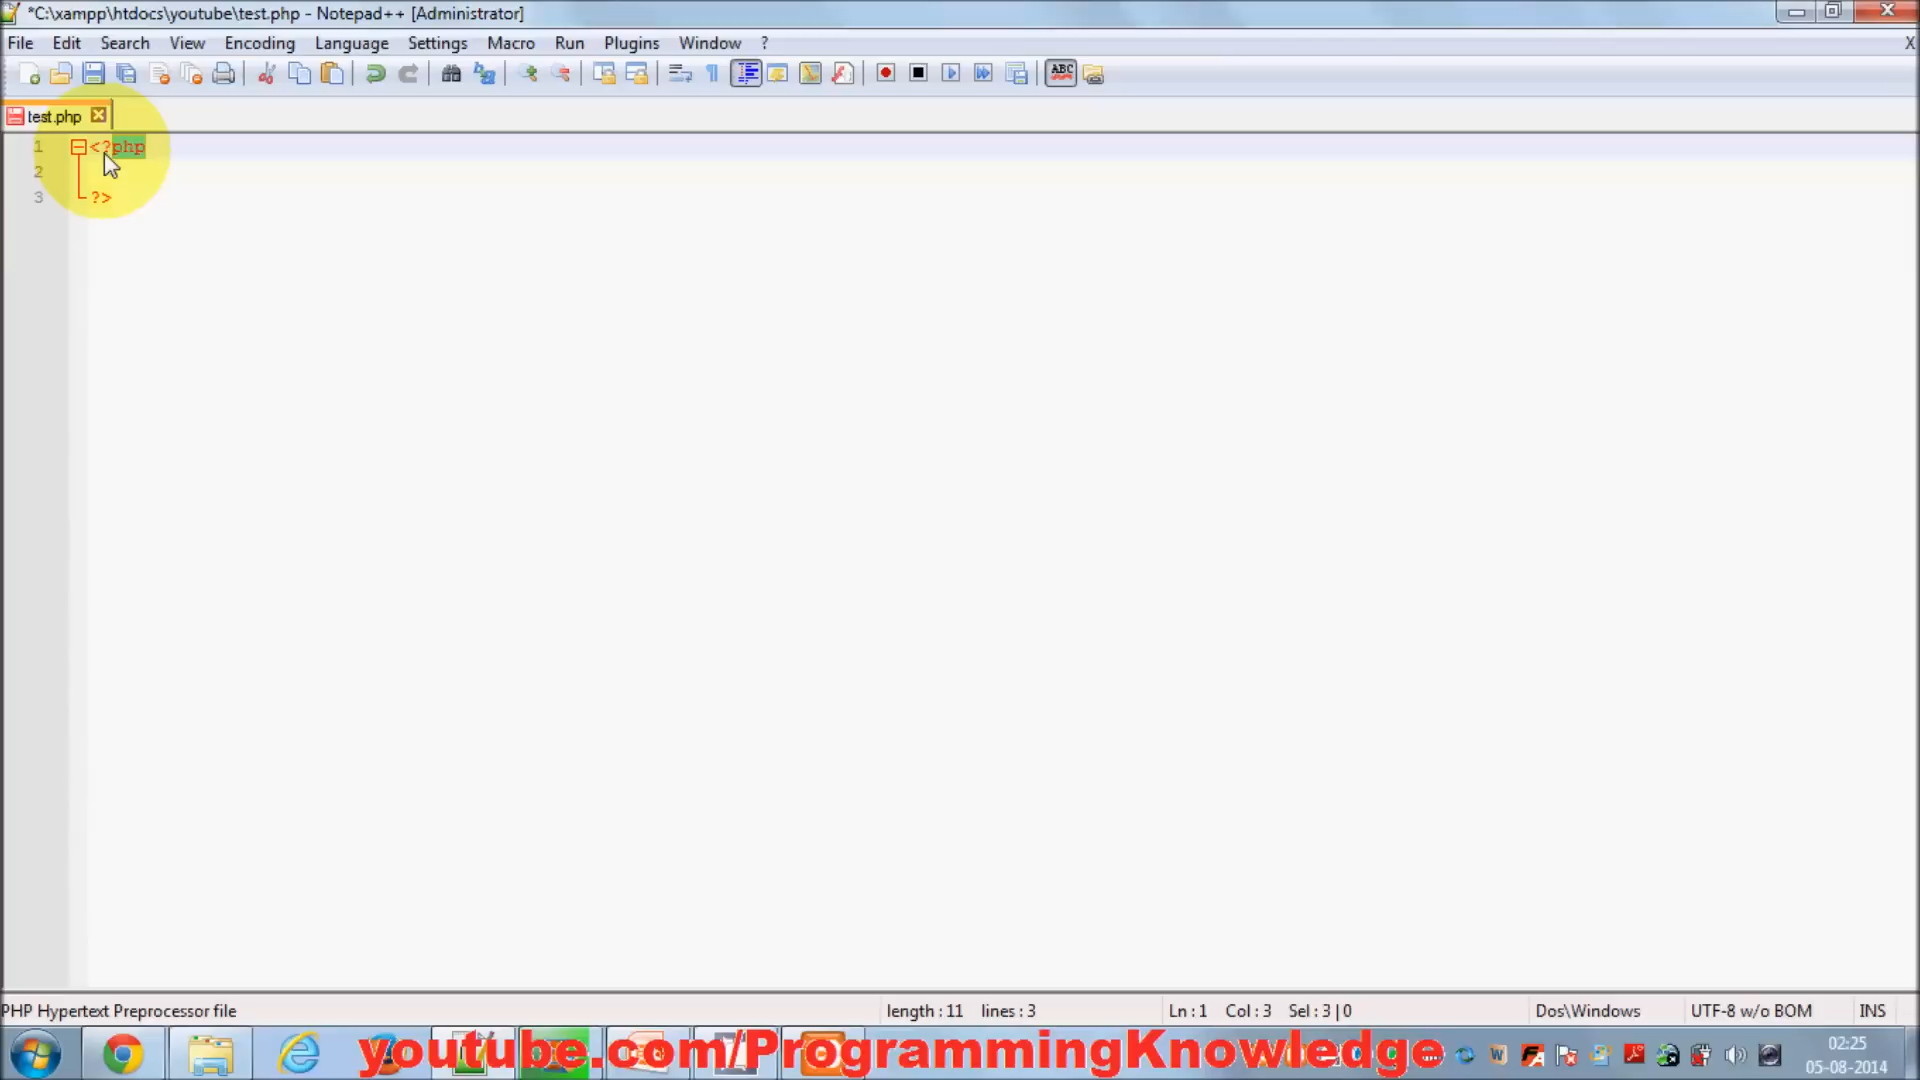 *C:\xampp\htdocs\youtube\test.php - Notepad++ [Administrator]
File Edit Search View Encoding Language Settings Macro Run Plugins Window ? X
ABC
test.php
1 <?php
2
3 ?>
PHP Hypertext Preprocessor file length : 11 lines : 3 Ln : 1 Col : 3 Sel : 3 | 0 Dos\Windows UTF-8 w/o BOM INS
youtube.com/ProgrammingKnowledge
02:25
05-08-2014